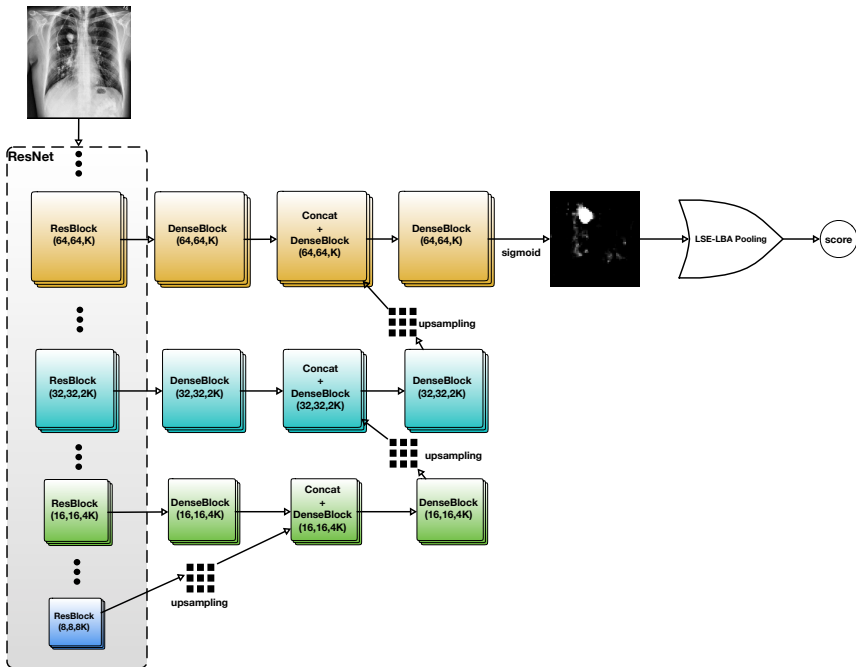 ResNet
ResBlock
(64,64,K)
DenseBlock
(64,64,K)
Concat
+
DenseBlock
(64,64,K)
DenseBlock
(64,64,K)
sigmoid
LSE-LBA Pooling
score
upsampling
ResBlock
(32,32,2K)
DenseBlock
(32,32,2K)
Concat
+
DenseBlock
(32,32,2K)
DenseBlock
(32,32,2K)
upsampling
ResBlock
(16,16,4K)
DenseBlock
(16,16,4K)
Concat
+
DenseBlock
(16,16,4K)
DenseBlock
(16,16,4K)
upsampling
ResBlock
(8,8,8K)